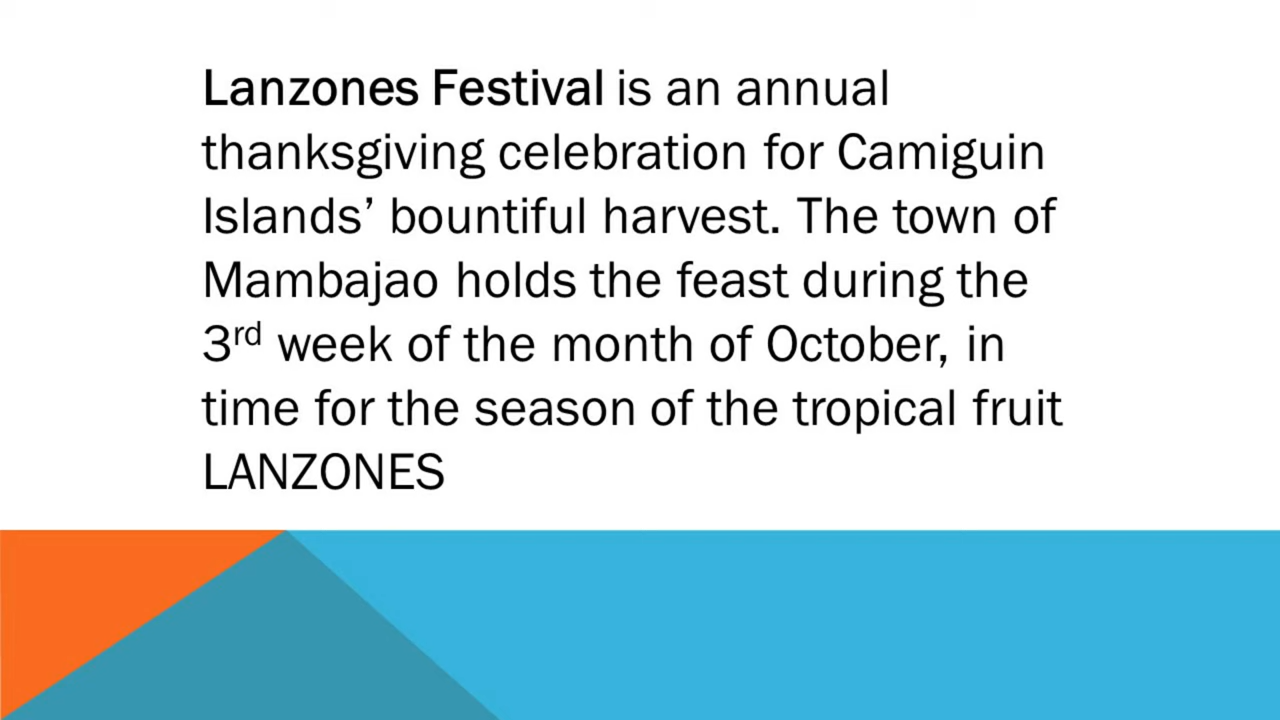 Lanzones Festival is an annual
thanksgiving celebration for Camiguin
Islands’ bountiful harvest. The town of
Mambajao holds the feast during the
3rd week of the month of October, in
time for the season of the tropical fruit
LANZONES